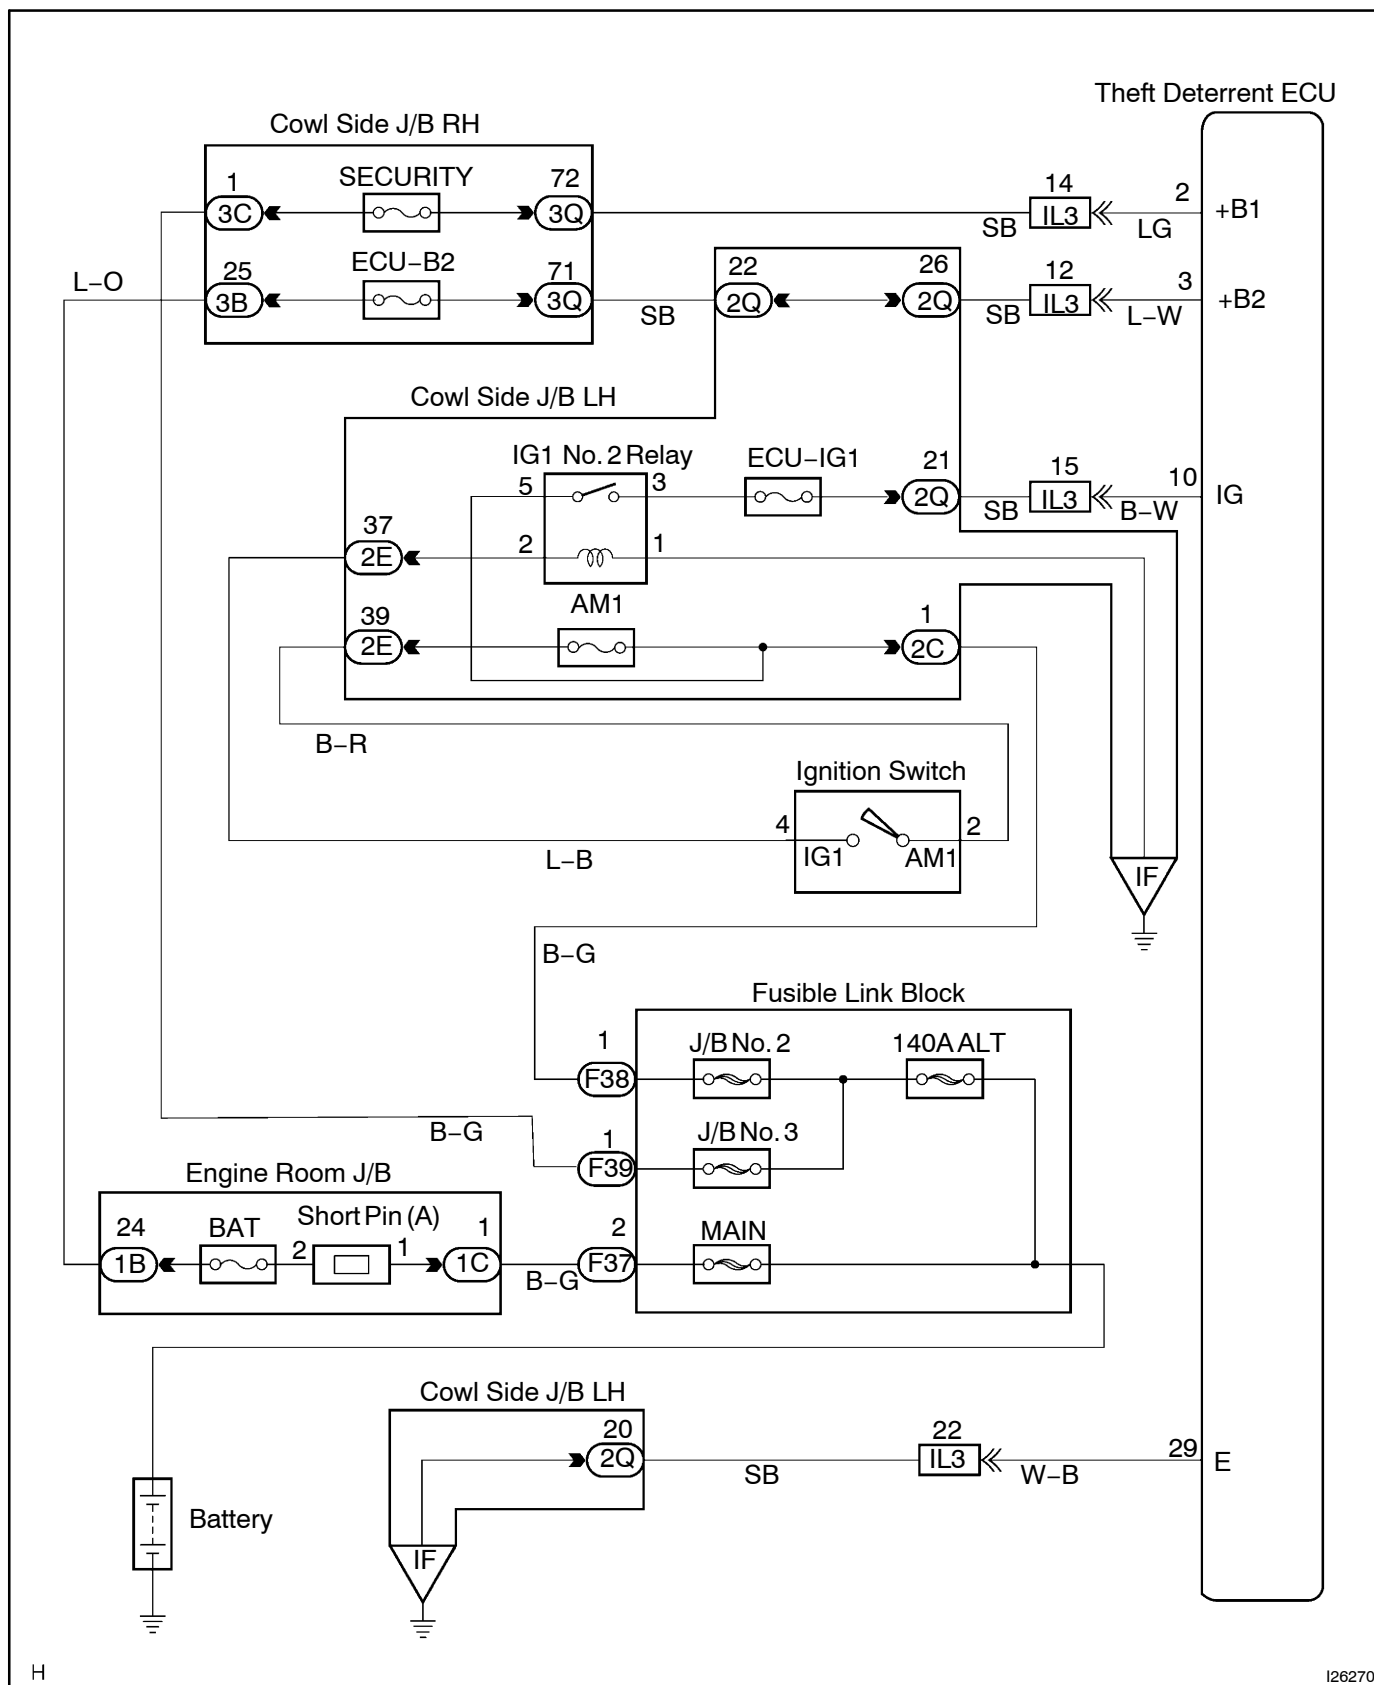 Theft Deterrent ECU
Cowl Side J/B RH
1
SECURITY
72
14
2
3C
3Q
IL3
+B1
SB
LG
L-O
25
ECU-B2
71
22
26
12
3
3B
3Q
2Q
2Q
IL3
+B2
SB
SB
L-W
Cowl Side J/B LH
IG1 No. 2 Relay
ECU-IG1
21
15
10
5
3
2Q
IL3
IG
SB
B-W
37
2
1
2E
39
AM1
1
2E
2C
B-R
Ignition Switch
4
2
IG1
AM1
L-B
IF
B-G
Fusible Link Block
1
J/B No. 2
140A ALT
F38
B-G
1
J/B No. 3
F39
Engine Room J/B
24
BAT
Short Pin (A)
1
2
MAIN
2
1
1B
1C
F37
B-G
Cowl Side J/B LH
20
22
29
2Q
IL3
E
SB
W-B
Battery
IF
H
I26270